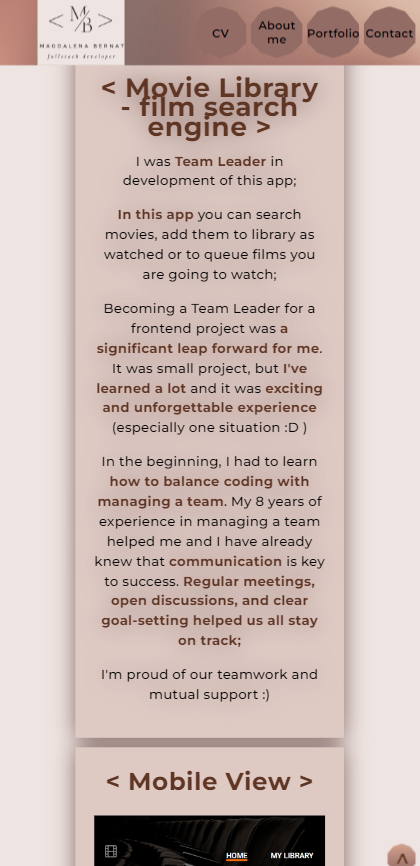 M/B
MAGDALENA BERNAT
fullstack developer
CV
About
me
Portfolio
Contact
< Movie Library
- film search
engine >
I was Team Leader in
development of this app;
In this app you can search
movies, add them to library as
watched or to queue films you
are going to watch;
Becoming a Team Leader for a
frontend project was a
significant leap forward for me.
It was small project, but I've
learned a lot and it was exciting
and unforgettable experience
(especially one situation :D )
In the beginning, I had to learn
how to balance coding with
managing a team. My 8 years of
experience in managing a team
helped me and I have already
knew that communication is key
to success. Regular meetings,
open discussions, and clear
goal-setting helped us all stay
on track;
I'm proud of our teamwork and
mutual support :)
< Mobile View >
HOME
MY LIBRARY